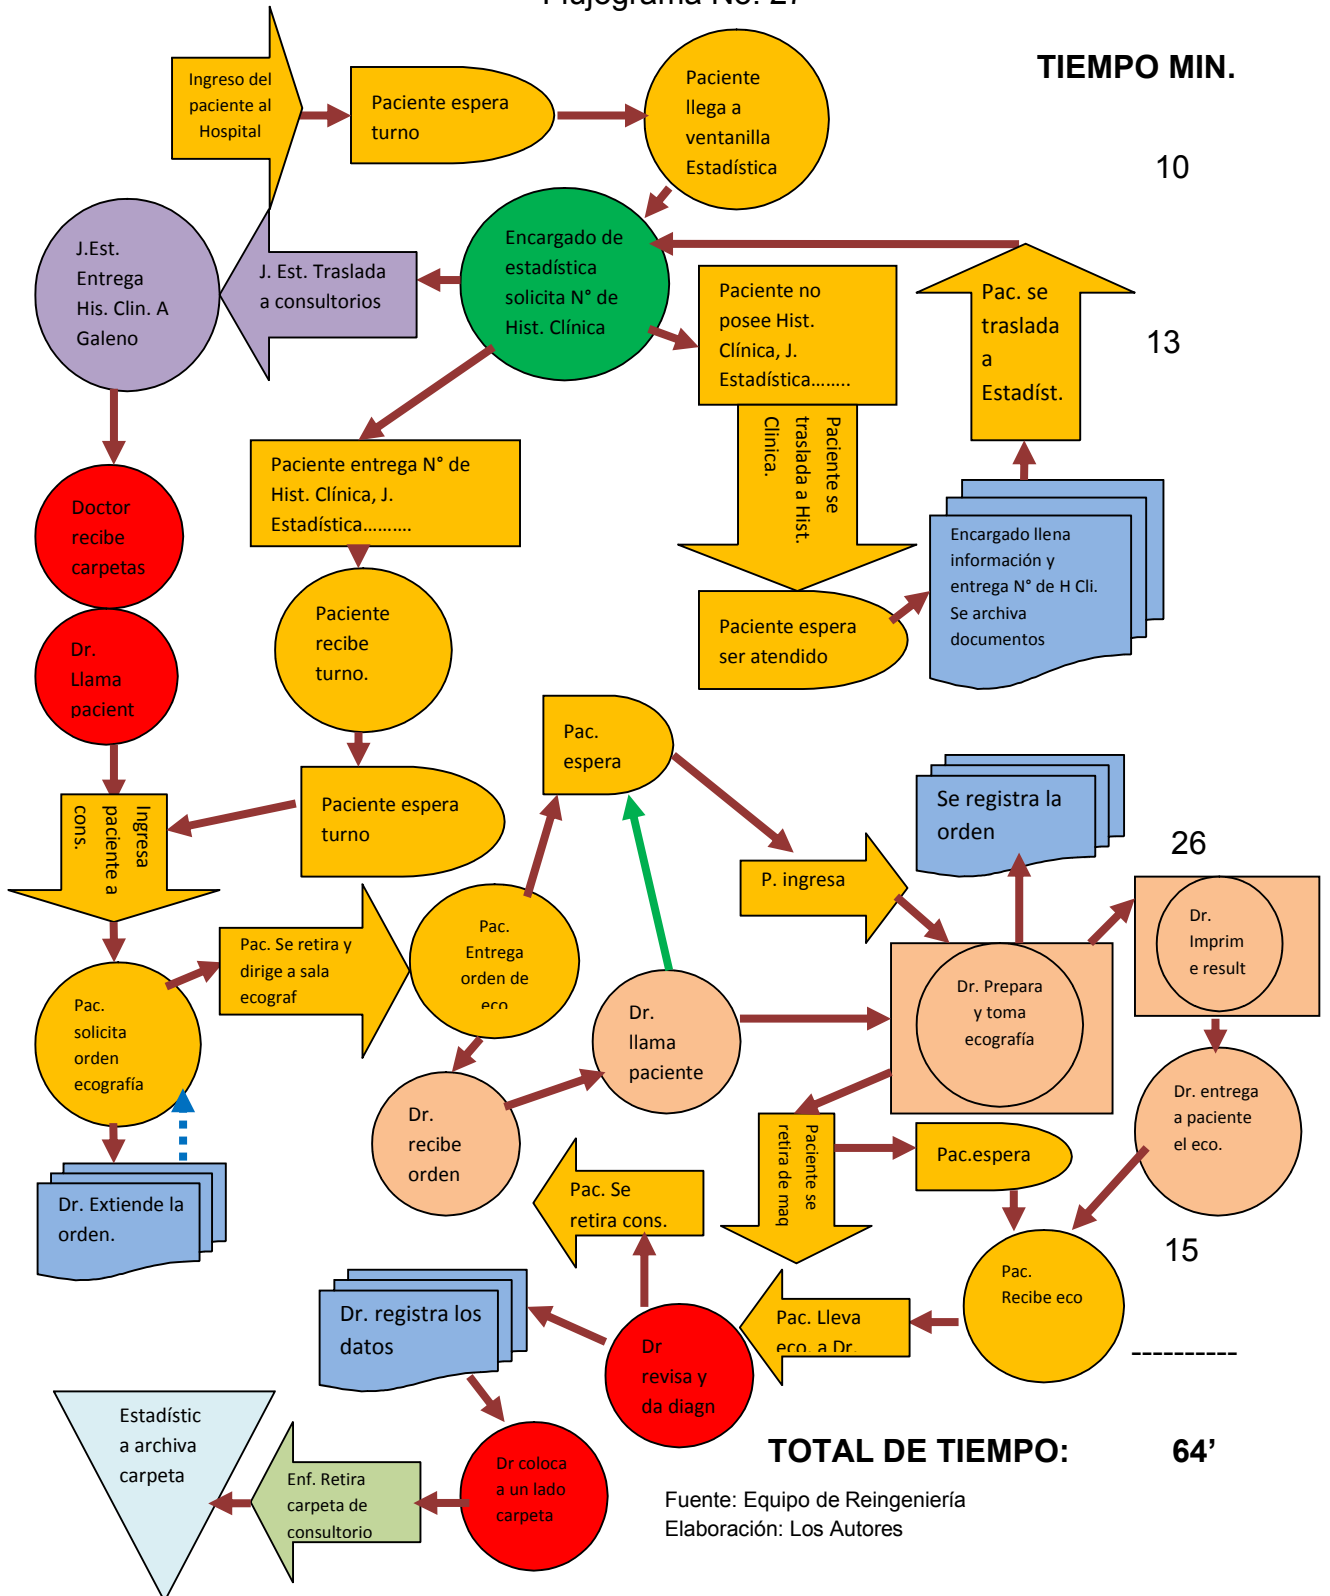 Flujograma No. 27
TIEMPO MIN.
Ingreso del
paciente al
Hospital
Paciente espera
turno
Paciente
llega a
ventanilla
Estadística
10
J.Est.
Entrega
His. Clin. A
Galeno
J. Est. Traslada
a consultorios
Encargado de
estadística
solicita N° de
Hist. Clínica
Paciente no
posee Hist.
Clínica, J.
Estadística……..
Pac. se
traslada
a
Estadíst.
13
Paciente se
traslada a Hist.
Clinica.
Paciente entrega N° de
Hist. Clínica, J.
Estadística……….
Doctor
recibe
carpetas
Encargado llena
información y
entrega N° de H Cli.
Se archiva
documentos
Paciente
recibe
turno.
Paciente espera
ser atendido
Dr.
Llama
pacient
Pac.
espera
Ingresa
paciente a
cons.
Paciente espera
turno
Se registra la
orden
26
P. ingresa
Pac. Se retira y
dirige a sala
ecograf
Pac.
Entrega
orden de
eco
Dr.
Imprim
e result
Pac.
solicita
orden
ecografía
Dr.
llama
paciente
Dr. Prepara
y toma
ecografía
Dr.
recibe
orden
Paciente se
retira de maq
Pac.espera
Dr. entrega
a paciente
el eco.
Dr. Extiende la
orden.
Pac. Se
retira cons.
15
Pac.
Recibe eco
Dr. registra los
datos
Pac. Lleva
eco. a Dr.
Dr
revisa y
da diagn
----------
Estadístic
a archiva
carpeta
Enf. Retira
carpeta de
consultorio
Dr coloca
a un lado
carpeta
TOTAL DE TIEMPO: 64’
Fuente: Equipo de Reingeniería
Elaboración: Los Autores